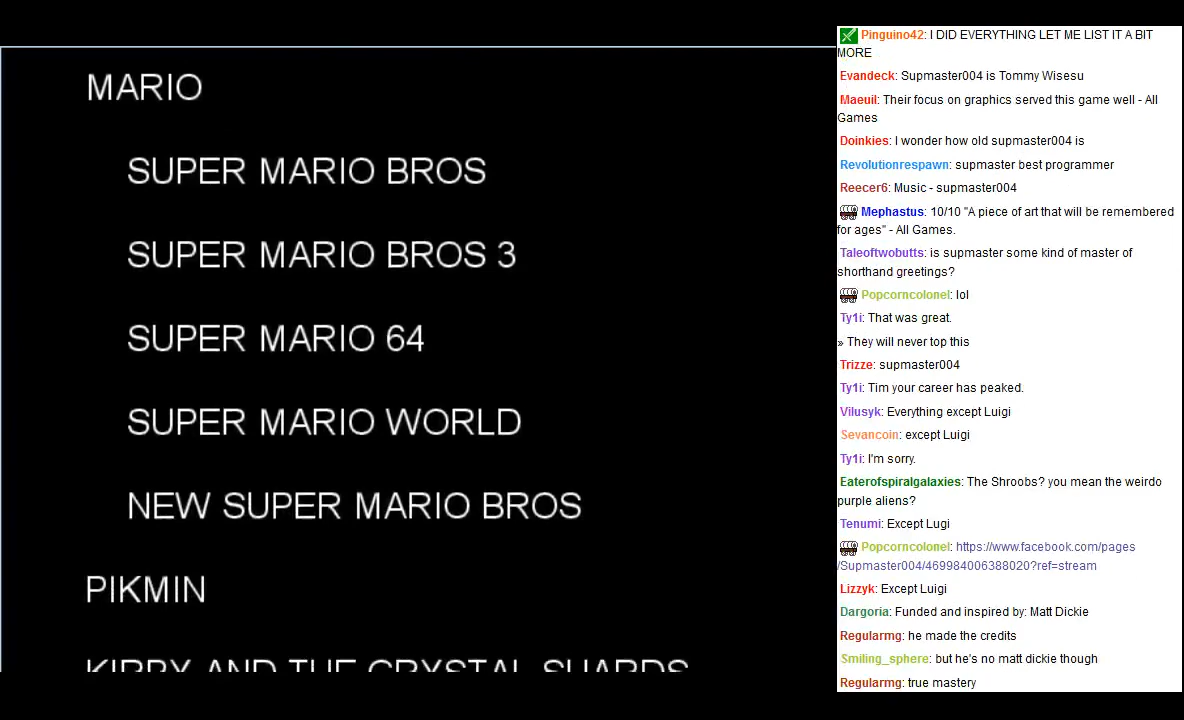 MARIO
SUPER MARIO BROS
SUPER MARIO BROS 3
SUPER MARIO 64
SUPER MARIO WORLD
NEW SUPER MARIO BROS
PIKMIN
KIRBY AND THE CRYSTAL SHARDS
Pinguino42: I DID EVERYTHING LET ME LIST IT A BIT
MORE
Evandeck: Supmaster004 is Tommy Wisesu
Maeuil: Their focus on graphics served this game well - All
Games
Doinkies: I wonder how old supmaster004 is
Revolutionrespawn: supmaster best programmer
Reecer6: Music - supmaster004
Mephastus: 10/10 "A piece of art that will be remembered
for ages" - All Games.
Taleoftwobutts: is supmaster some kind of master of
shorthand greetings?
Popcorncolonel: lol
Ty1i: That was great.
» They will never top this
Trizze: supmaster004
Ty1i: Tim your career has peaked.
Vilusyk: Everything except Luigi
Sevancoin: except Luigi
Ty1i: I'm sorry.
Eaterofspiralgalaxies: The Shroobs? you mean the weirdo
purple aliens?
Tenumi: Except Lugi
Popcorncolonel: https://www.facebook.com/pages
/Supmaster004/469984006388020?ref=stream
Lizzyk: Except Luigi
Dargoria: Funded and inspired by: Matt Dickie
Regularmg: he made the credits
Smiling_sphere: but he's no matt dickie though
Regularmg: true mastery